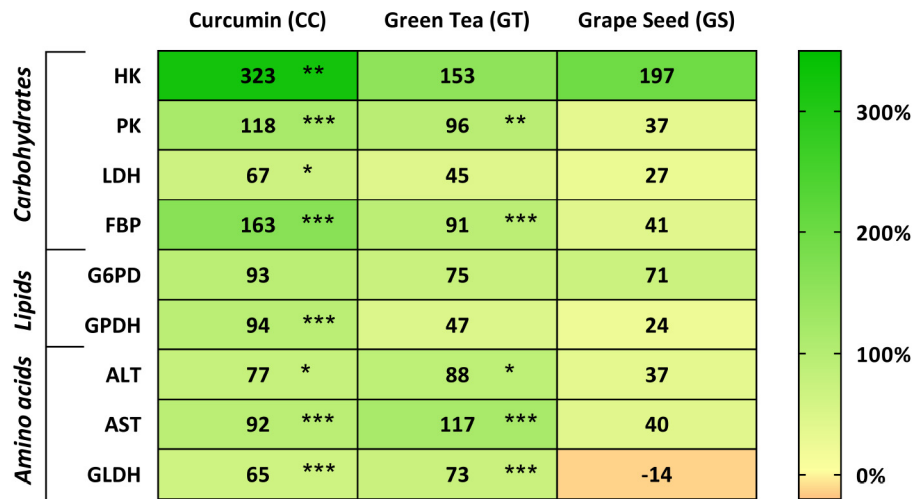 Curcumin (CC) Green Tea (GT) Grape Seed (GS)
Carbohydrates
HK 323 ** 153 197
PK 118 *** 96 ** 37
LDH 67 * 45 27
FBP 163 *** 91 *** 41
Lipids
G6PD 93 75 71
GPDH 94 *** 47 24
Amino acids
ALT 77 * 88 * 37
AST 92 *** 117 *** 40
GLDH 65 *** 73 *** -14
300%
200%
100%
0%